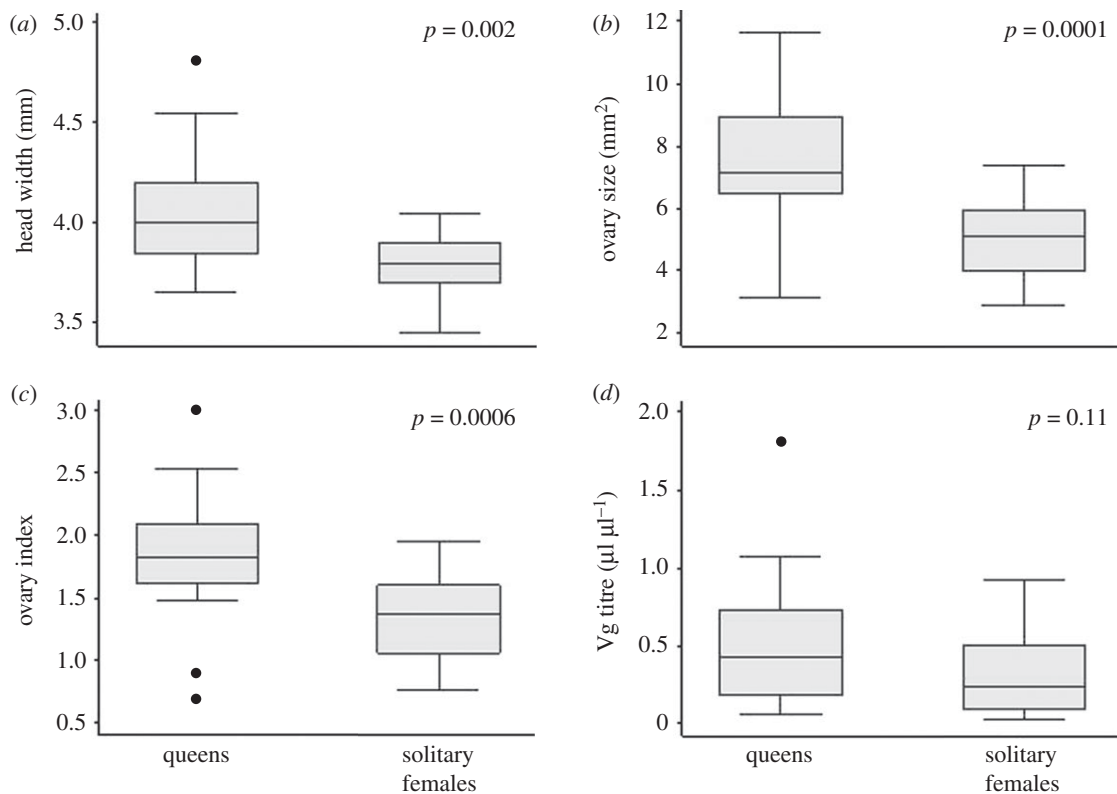 (a)
p = 0.002
head width (mm)
5.0
4.5
4.0
3.5
(b)
p = 0.0001
ovary size (mm²)
12
10
8
6
4
2
(c)
p = 0.0006
ovary index
3.0
2.5
2.0
1.5
1.0
0.5
queens
solitary
females
(d)
p = 0.11
Vg titre (µl µl⁻¹)
2.0
1.5
1.0
0.5
0
queens
solitary
females